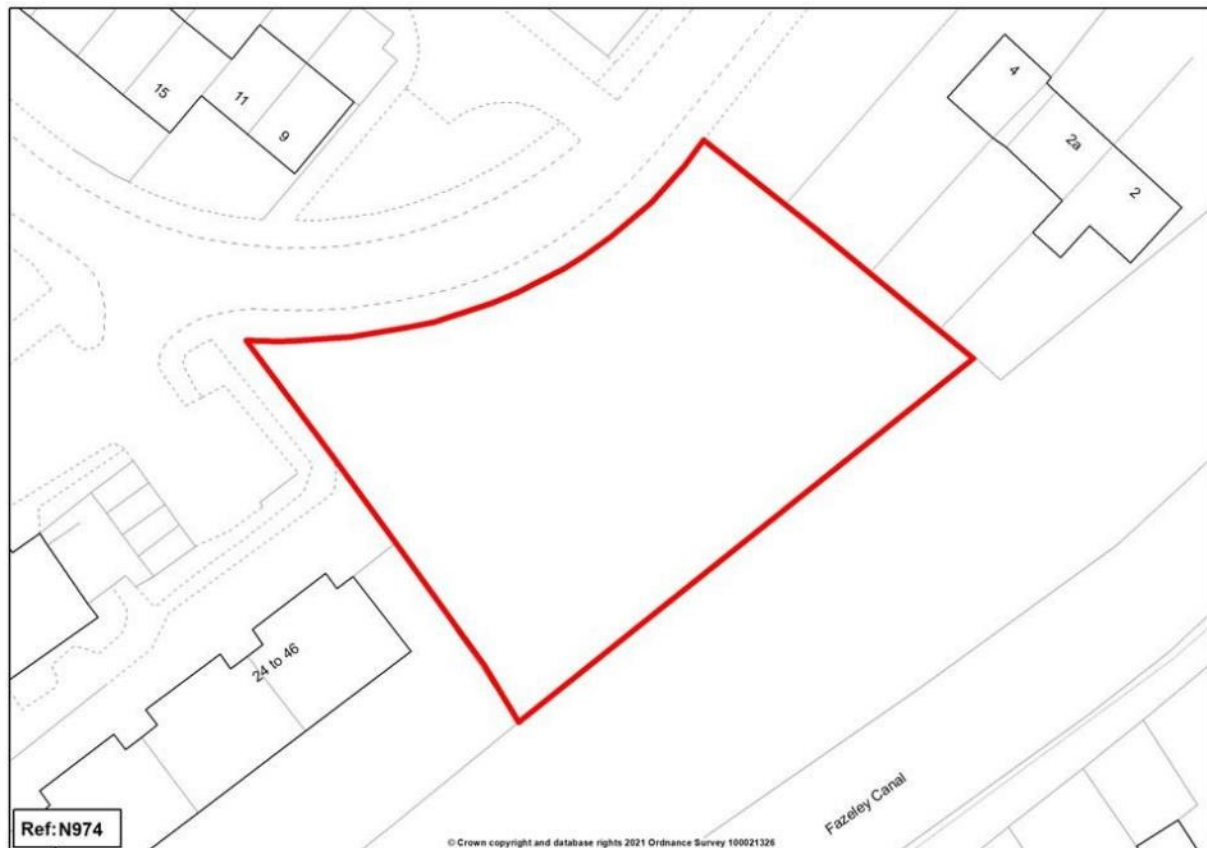 4
15
11
2a
9
2
24 to 46
Fazeley Canal
Ref:N974
© Crown copyright and database rights 2021 Ordnance Survey 100021326